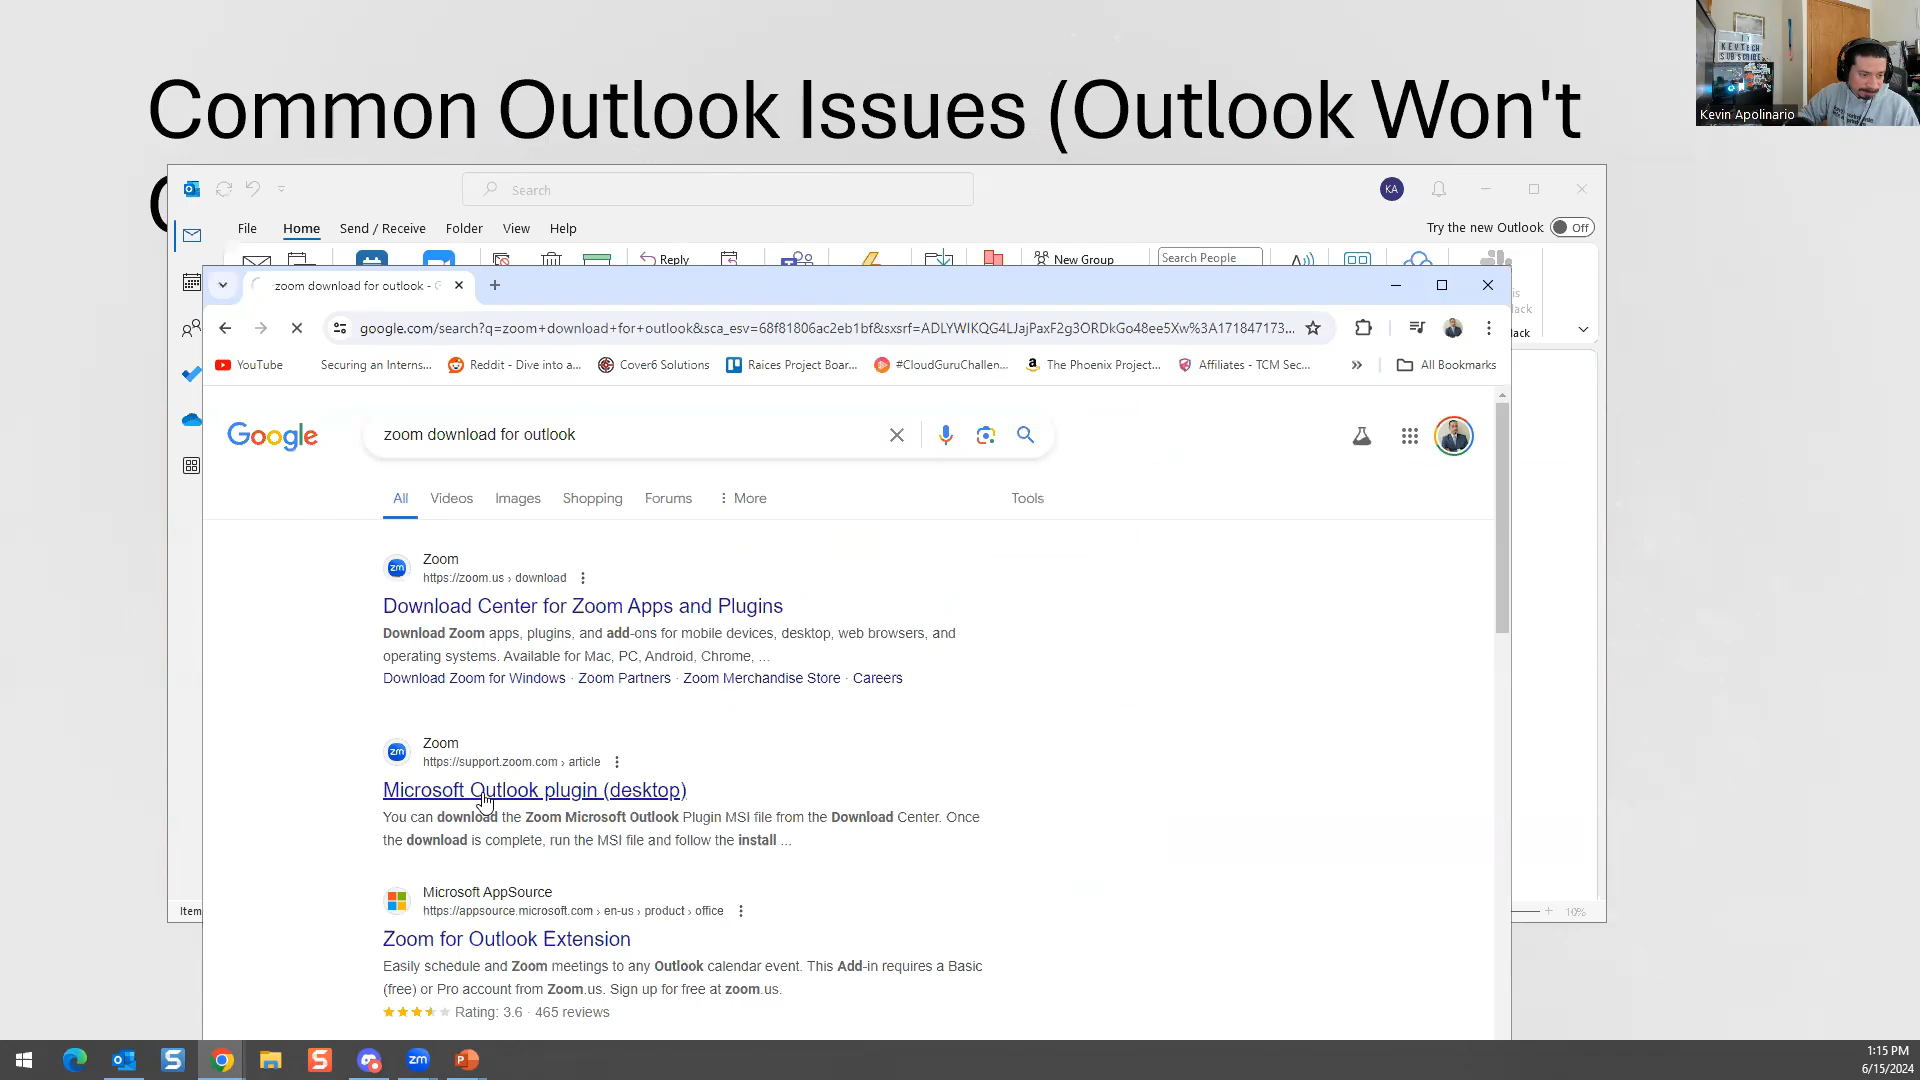 Common Outlook Issues (Outlook Won't
KEVTECH
SUBSCRIBE
Kevin Apolinario
Search
KA
File Home Send / Receive Folder View Help
Try the new Outlook Off
Reply
New Group
Search People
zoom download for outlook - G
google.com/search?q=zoom+download+for+outlook&sca_esv=68f81806ac2eb1bf&sxsrf=ADLYWIKQG4LJajPaxF2g3ORDkGo48ee5Xw%3A171847173...
YouTube Securing an Interns... Reddit - Dive into a... Cover6 Solutions Raices Project Boar... #CloudGuruChallen... The Phoenix Project... Affiliates - TCM Sec... » All Bookmarks
Google
zoom download for outlook
All Videos Images Shopping Forums More Tools
zm
Zoom
https://zoom.us › download
Download Center for Zoom Apps and Plugins
Download Zoom apps, plugins, and add-ons for mobile devices, desktop, web browsers, and
operating systems. Available for Mac, PC, Android, Chrome, ...
Download Zoom for Windows · Zoom Partners · Zoom Merchandise Store · Careers
zm
Zoom
https://support.zoom.com › article
Microsoft Outlook plugin (desktop)
You can download the Zoom Microsoft Outlook Plugin MSI file from the Download Center. Once
the download is complete, run the MSI file and follow the install ...
Microsoft AppSource
https://appsource.microsoft.com › en-us › product › office
Zoom for Outlook Extension
Easily schedule and Zoom meetings to any Outlook calendar event. This Add-in requires a Basic
(free) or Pro account from Zoom.us. Sign up for free at zoom.us.
Rating: 3.6 · 465 reviews
Item
10%
zm
1:15 PM
6/15/2024